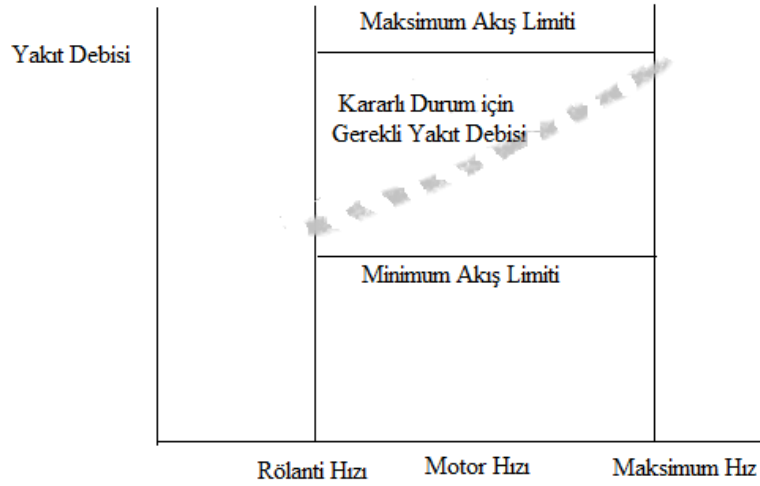 Maksimum Akış Limiti
Yakıt Debisi
Kararlı Durum için
Gerekli Yakıt Debisi
Minimum Akış Limiti
Rölanti Hızı
Motor Hızı
Maksimum Hız